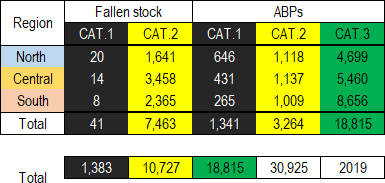 Region Fallen stock ABPs
CAT.1 CAT.2 CAT.1 CAT.2 CAT.3
North 20 1,641 646 1,118 4,699
Central 14 3,458 431 1,137 5,460
South 8 2,365 265 1,009 8,656
Total 41 7,463 1,341 3,264 18,815
Total 1,383 10,727 18,815 30,925 2019